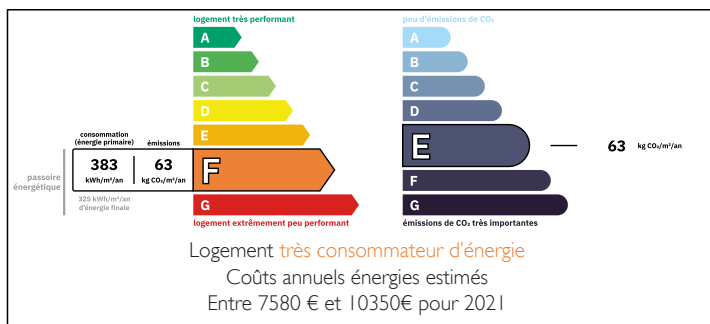 logement très performant
A
B
C
D
E
consommation
(énergie primaire)
émissions
383
kWh/m²/an
63
kg CO₂/m²/an
F
passoire
énergétique
325 kWh/m²/an
d'énergie finale
G
logement extrêmement peu performant
peu d'émissions de CO₂
A
B
C
D
E
63 kg CO₂/m²/an
F
G
émissions de CO₂ très importantes
Logement très consommateur d'énergie
Coûts annuels énergies estimés
Entre 7580 € et 10350€ pour 2021